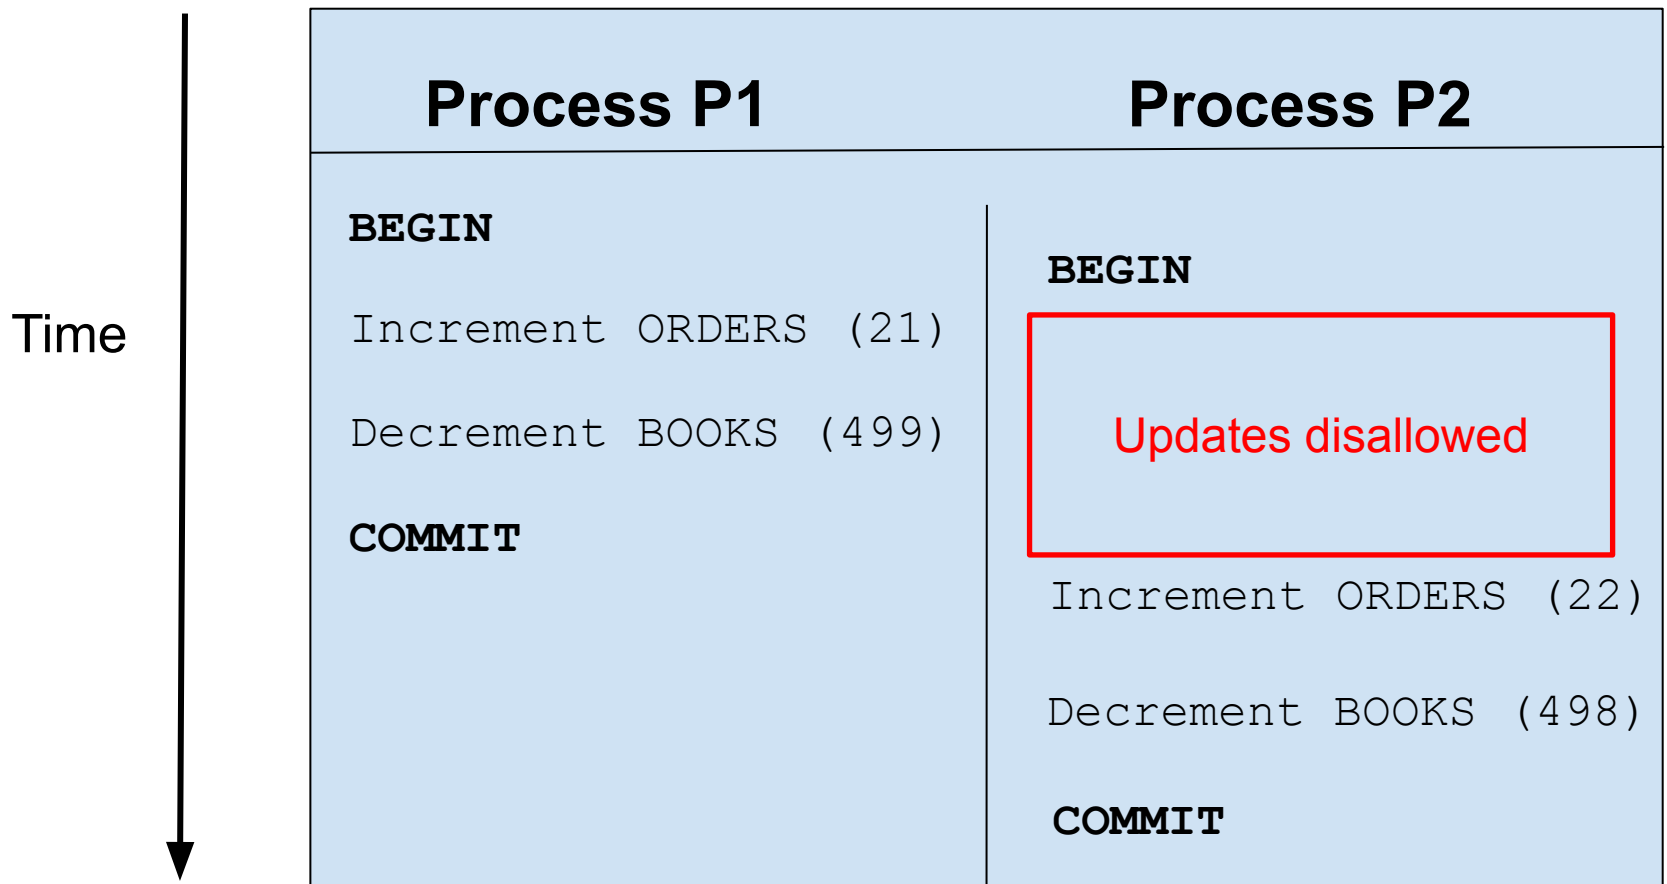 Time
Process P1
Process P2
BEGIN
Increment ORDERS (21)
Decrement BOOKS (499)
COMMIT
BEGIN
Updates disallowed
Increment ORDERS (22)
Decrement BOOKS (498)
COMMIT